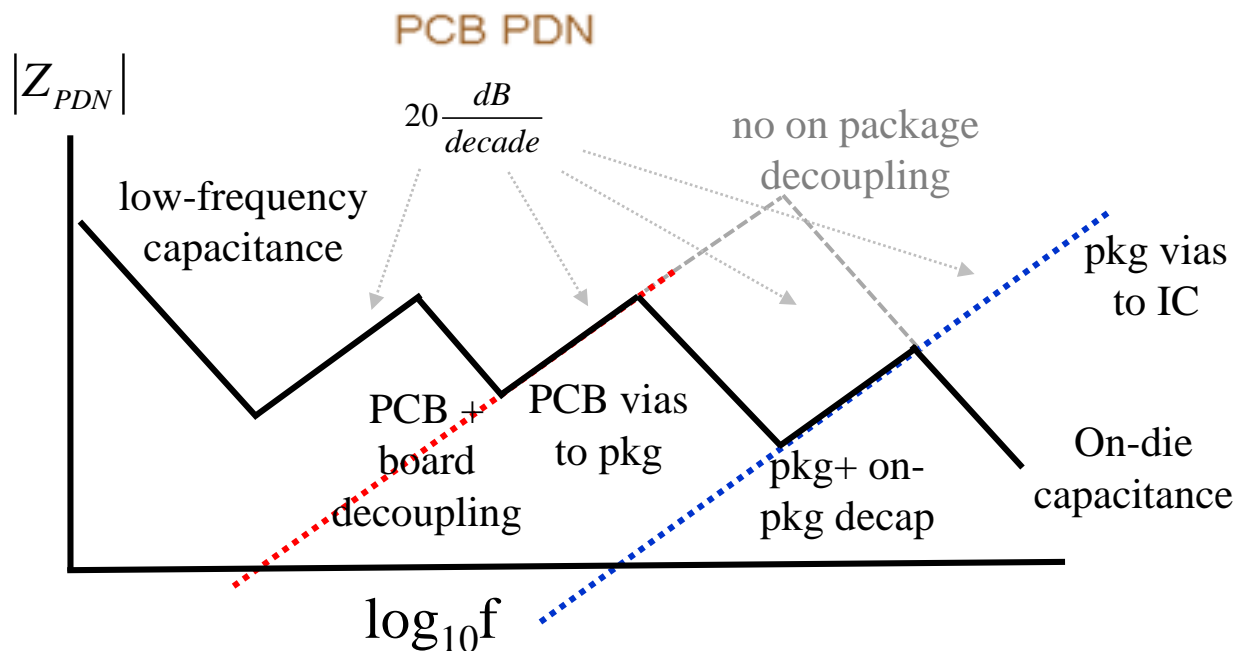 PCB PDN
|Z_PDN|
20 dB/decade
no on package
decoupling
low-frequency
capacitance
pkg vias
to IC
PCB +
board
decoupling
PCB vias
to pkg
pkg+ on-
pkg decap
On-die
capacitance
log₁₀f